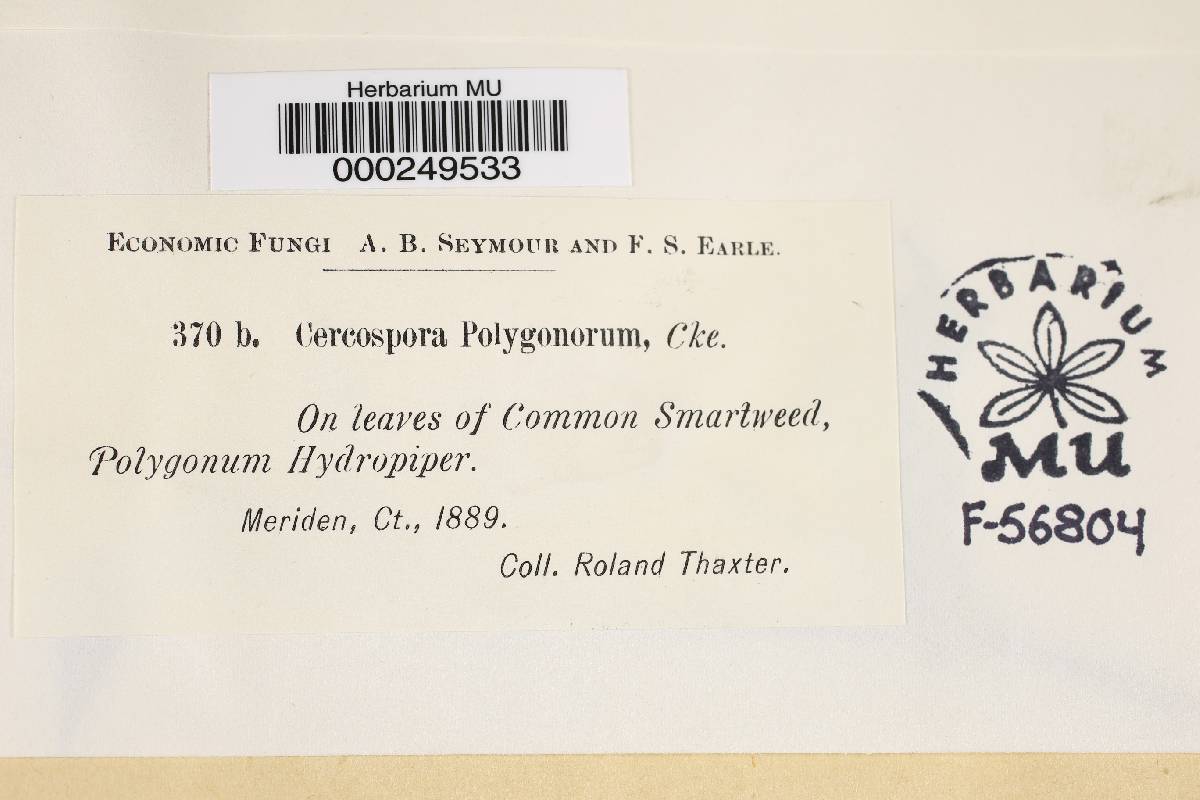 Herbarium MU
000249533
ECONOMIC FUNGI A. B. SEYMOUR AND F. S. EARLE.
370 b. Cercospora Polygonorum, Cke.
On leaves of Common Smartweed,
Polygonum Hydropiper.
Meriden, Ct., 1889.
Coll. Roland Thaxter.
HERBARIUM
MU
F-56804